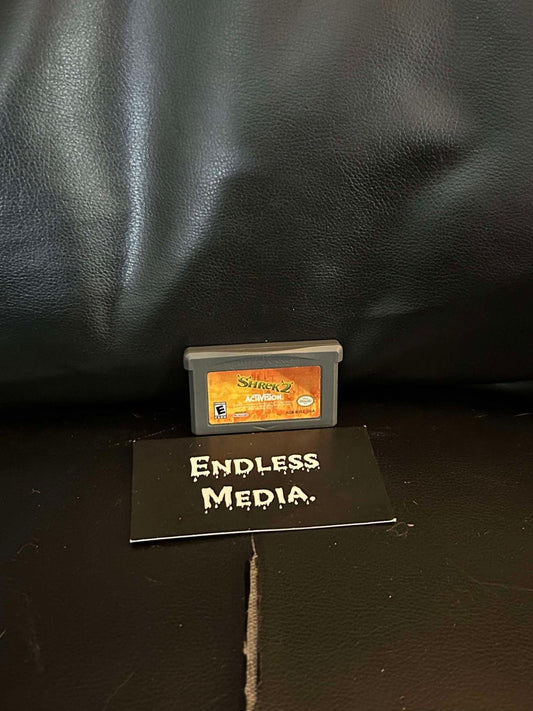 SHREK 2
ACTIVISION
E
ENDLESS
MEDIA.